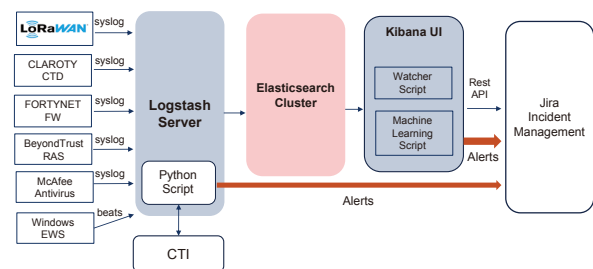 LoRaWAN
syslog
CLAROTY
CTD
syslog
FORTYNET
FW
syslog
BeyondTrust
RAS
syslog
McAfee
Antivirus
syslog
Windows
EWS
beats
Logstash
Server
Python
Script
CTI
Elasticsearch
Cluster
Kibana UI
Watcher
Script
Machine
Learning
Script
Rest
API
Alerts
Alerts
Jira
Incident
Management